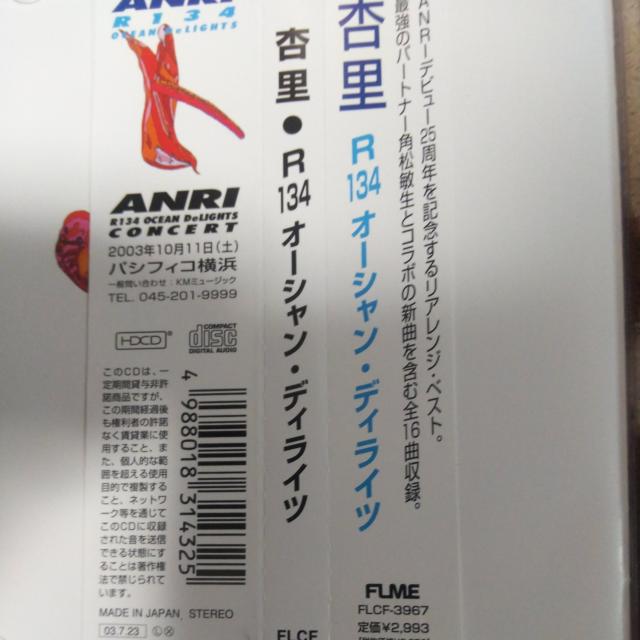 ANRI
R134
OCEAN DeLIGHTS
ANRI
R134 OCEAN DeLIGHTS
CONCERT
2003年10月11日(土)
パシフィコ横浜
一般問い合わせ：KMミュージック
TEL. 045-201-9999
HDCD®
COMPACT
disc
DIGITAL AUDIO
このCDは、一
定期間貸与非許
諾商品ですが、
この期間経過後
も権利者の許諾
なく賃貸業に使
用すること、ま
た、個人的な範
囲を超える使用
目的で複製する
こと、ネットワ
ーク等を通じて
このCDに収録
された音を送信
できる状態にす
ることは著作権
法で禁じられて
います。
4 988018 314325
MADE IN JAPAN, STEREO
03.7.23 Ⓛ Ⓧ
杏里●R134 オーシャン・ディライツ
FLCF
杏里 R134 オーシャン・ディライツ
ANRIデビュー25周年を記念するリアレンジ・ベスト。
最強のパートナー角松敏生とコラボの新曲を含む全16曲収録。
FLME
FLCF-3967
定価¥2,993